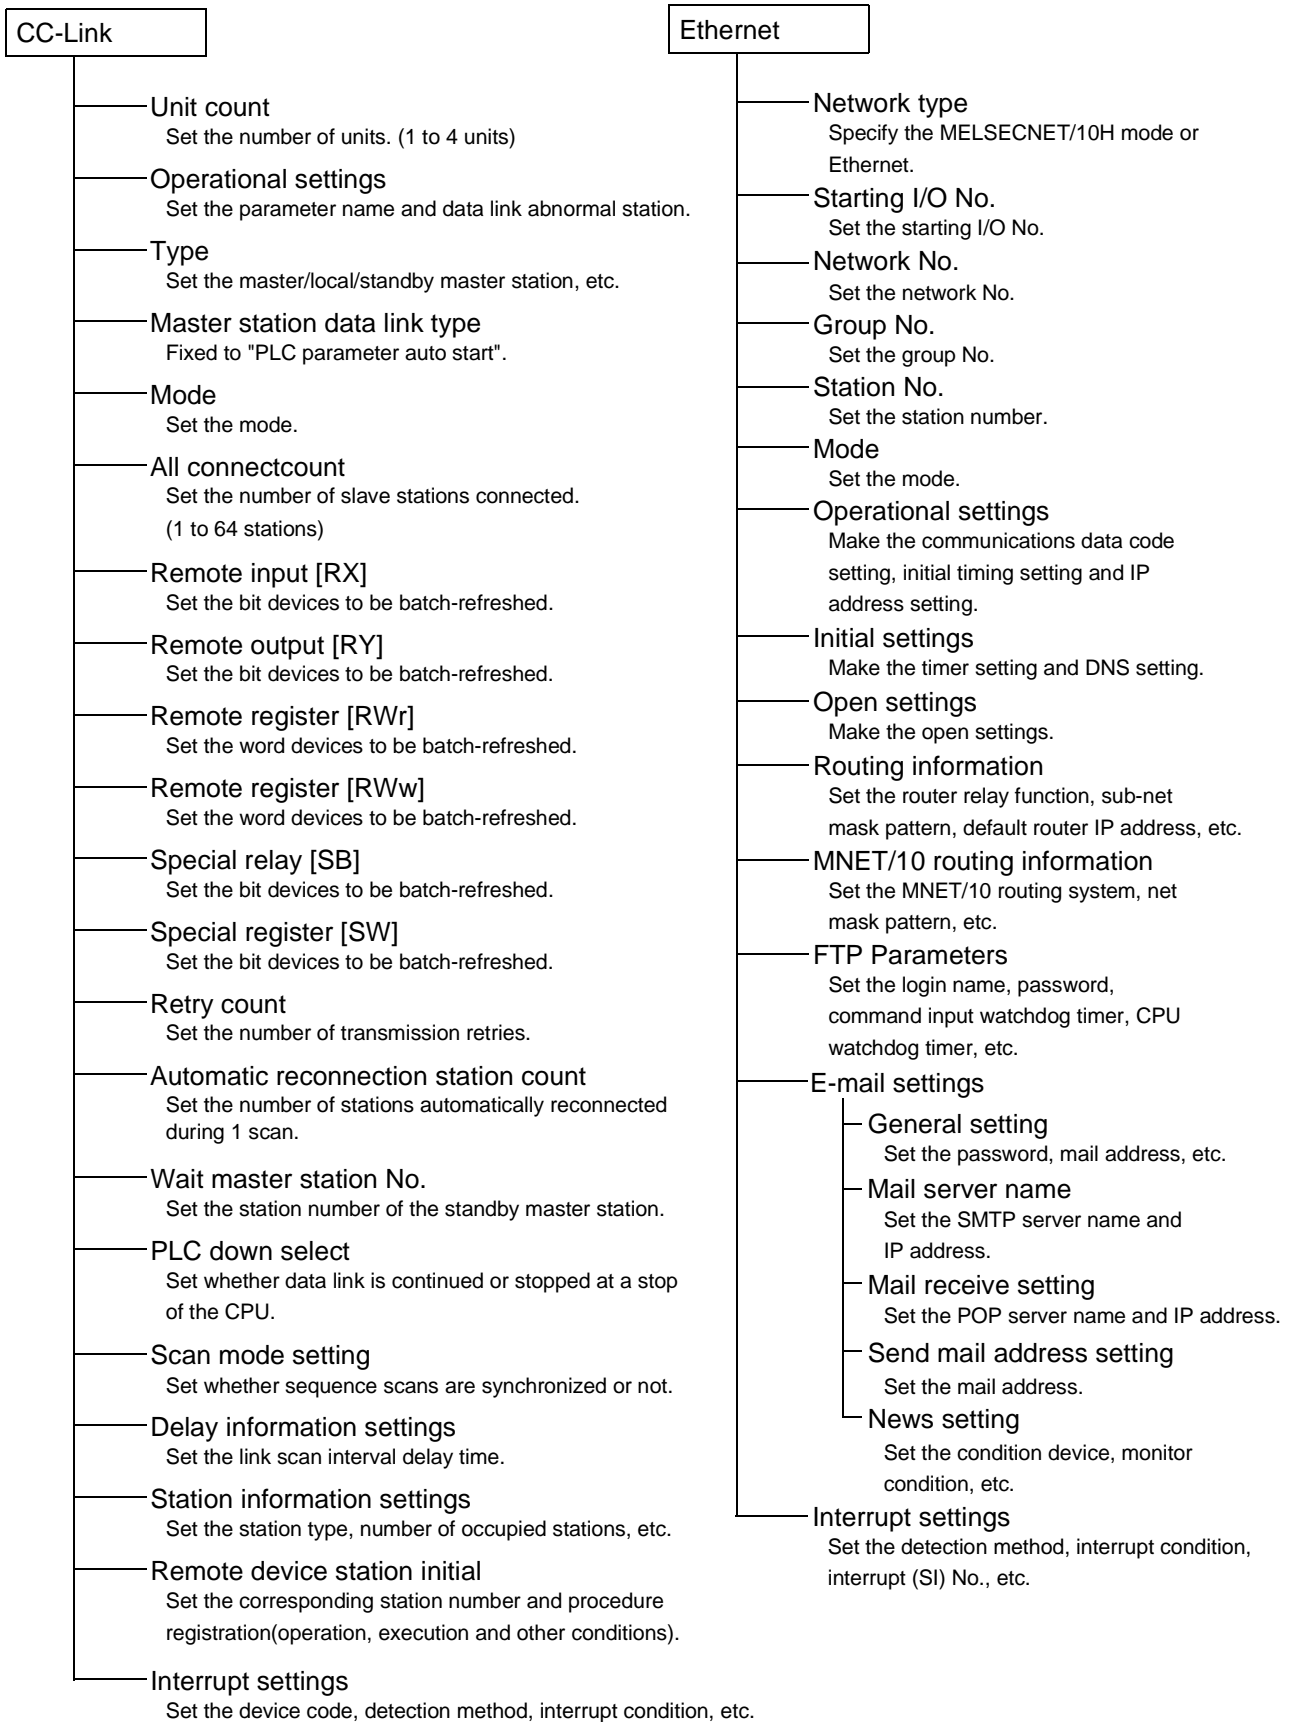 CC-Link
Unit count
Set the number of units. (1 to 4 units)
Operational settings
Set the parameter name and data link abnormal station.
Type
Set the master/local/standby master station, etc.
Master station data link type
Fixed to "PLC parameter auto start".
Mode
Set the mode.
All connectcount
Set the number of slave stations connected.
(1 to 64 stations)
Remote input [RX]
Set the bit devices to be batch-refreshed.
Remote output [RY]
Set the bit devices to be batch-refreshed.
Remote register [RWr]
Set the word devices to be batch-refreshed.
Remote register [RWw]
Set the word devices to be batch-refreshed.
Special relay [SB]
Set the bit devices to be batch-refreshed.
Special register [SW]
Set the bit devices to be batch-refreshed.
Retry count
Set the number of transmission retries.
Automatic reconnection station count
Set the number of stations automatically reconnected
during 1 scan.
Wait master station No.
Set the station number of the standby master station.
PLC down select
Set whether data link is continued or stopped at a stop
of the CPU.
Scan mode setting
Set whether sequence scans are synchronized or not.
Delay information settings
Set the link scan interval delay time.
Station information settings
Set the station type, number of occupied stations, etc.
Remote device station initial
Set the corresponding station number and procedure
registration(operation, execution and other conditions).
Interrupt settings
Set the device code, detection method, interrupt condition, etc.
Ethernet
Network type
Specify the MELSECNET/10H mode or
Ethernet.
Starting I/O No.
Set the starting I/O No.
Network No.
Set the network No.
Group No.
Set the group No.
Station No.
Set the station number.
Mode
Set the mode.
Operational settings
Make the communications data code
setting, initial timing setting and IP
address setting.
Initial settings
Make the timer setting and DNS setting.
Open settings
Make the open settings.
Routing information
Set the router relay function, sub-net
mask pattern, default router IP address, etc.
MNET/10 routing information
Set the MNET/10 routing system, net
mask pattern, etc.
FTP Parameters
Set the login name, password,
command input watchdog timer, CPU
watchdog timer, etc.
E-mail settings
General setting
Set the password, mail address, etc.
Mail server name
Set the SMTP server name and
IP address.
Mail receive setting
Set the POP server name and IP address.
Send mail address setting
Set the mail address.
News setting
Set the condition device, monitor
condition, etc.
Interrupt settings
Set the detection method, interrupt condition,
interrupt (SI) No., etc.